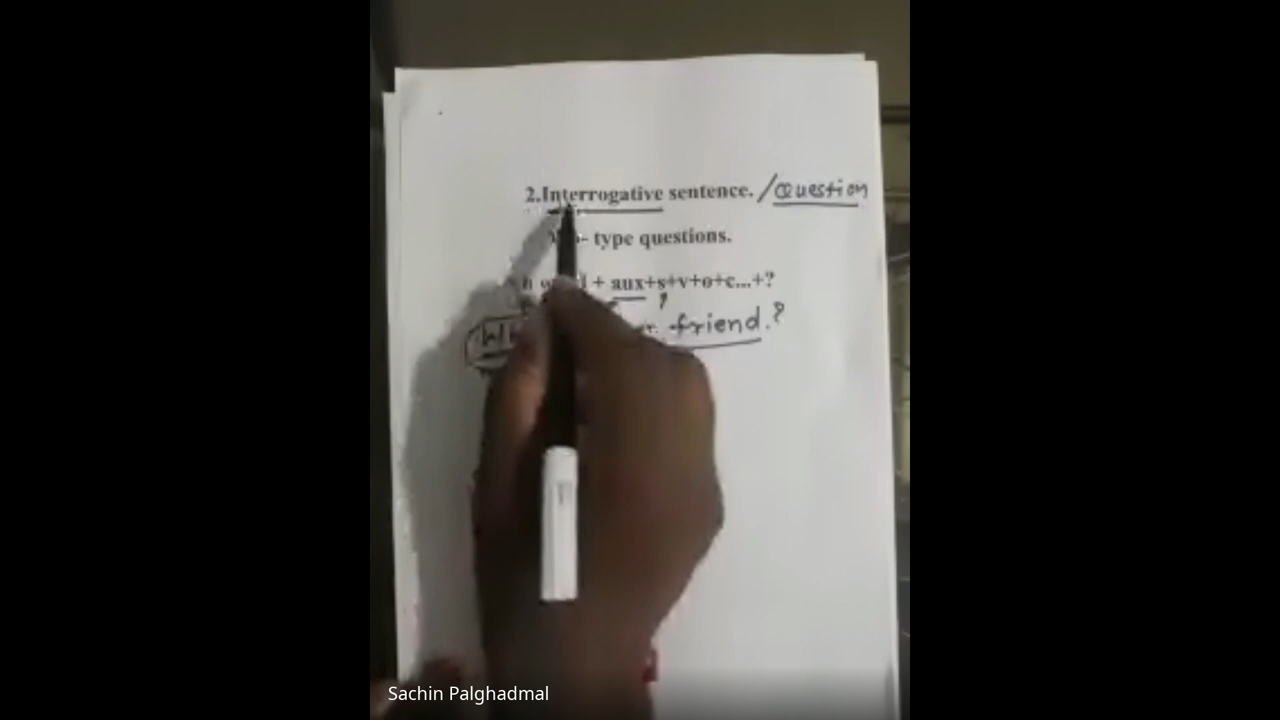 2.Interrogative sentence. /Question
- type questions.
+ aux+s+v+o+c...+?
friend.?
Sachin Palghadmal